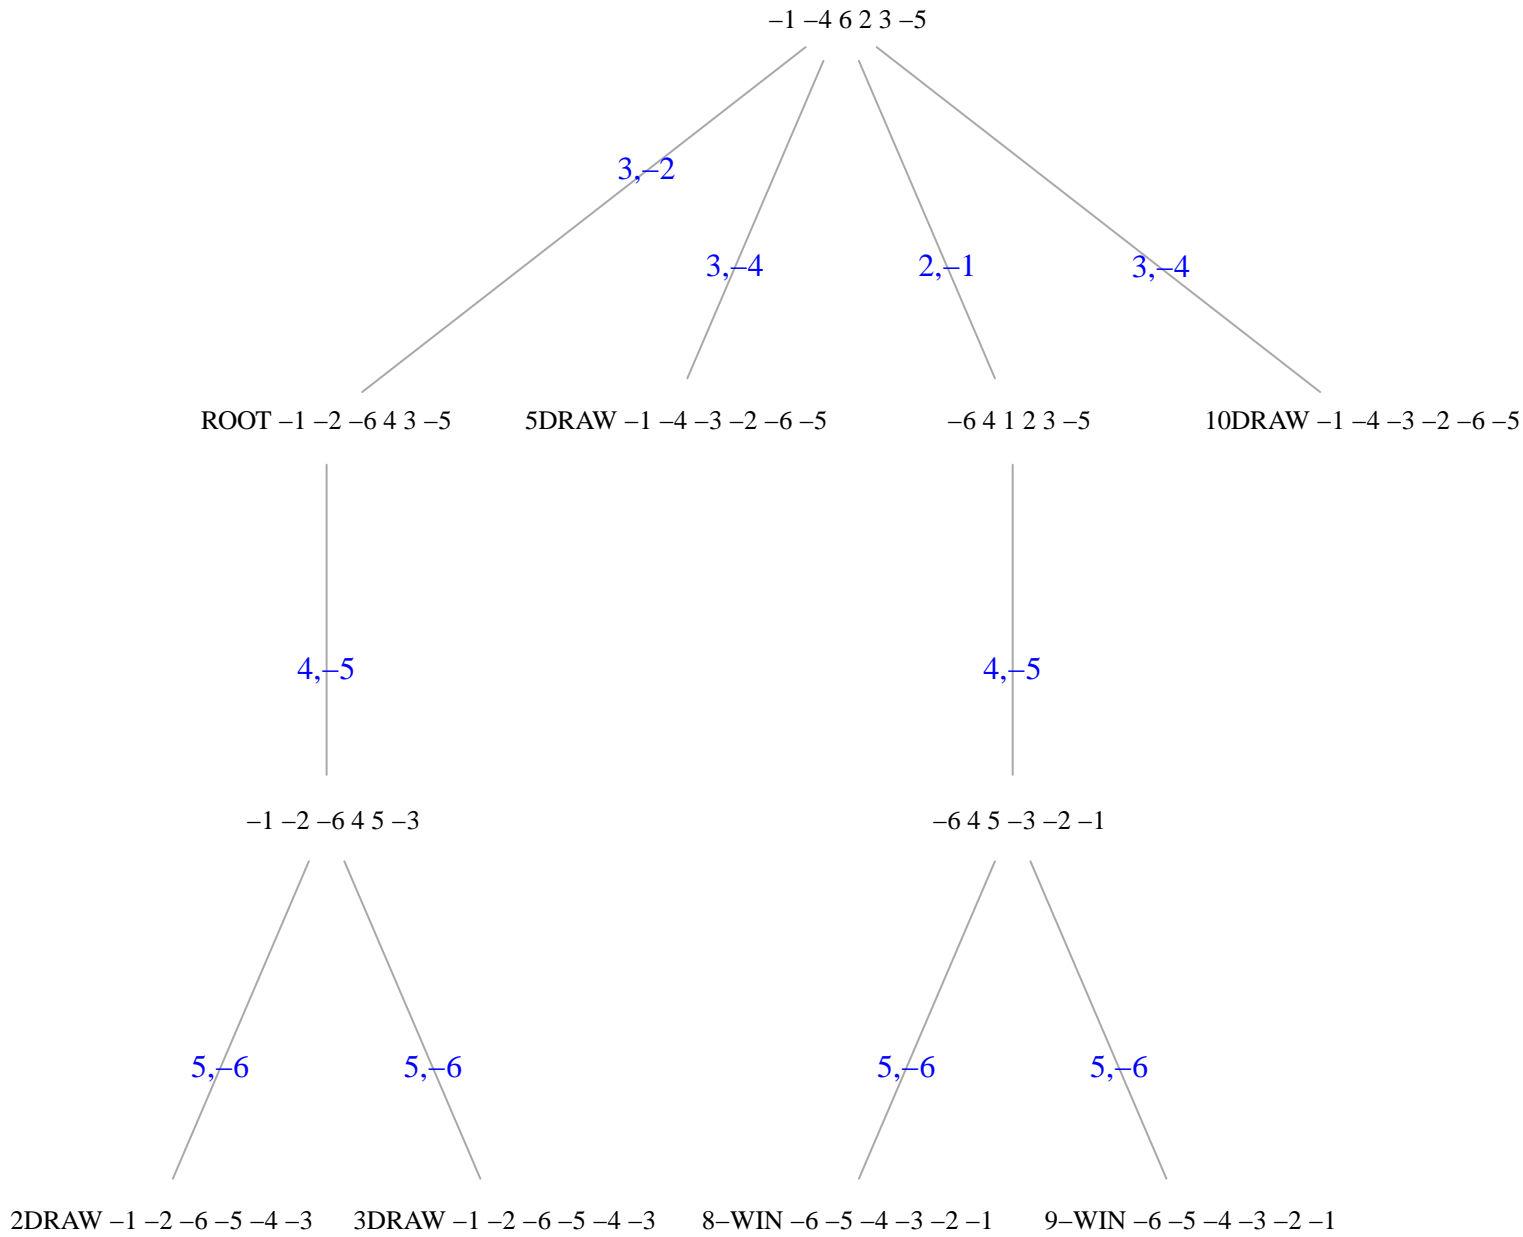 –1 –4 6 2 3 –5
3,–2
3,–4
2,–1
3,–4
ROOT –1 –2 –6 4 3 –5
5DRAW –1 –4 –3 –2 –6 –5
–6 4 1 2 3 –5
10DRAW –1 –4 –3 –2 –6 –5
4,–5
4,–5
–1 –2 –6 4 5 –3
–6 4 5 –3 –2 –1
5,–6
5,–6
5,–6
5,–6
2DRAW –1 –2 –6 –5 –4 –3
3DRAW –1 –2 –6 –5 –4 –3
8–WIN –6 –5 –4 –3 –2 –1
9–WIN –6 –5 –4 –3 –2 –1